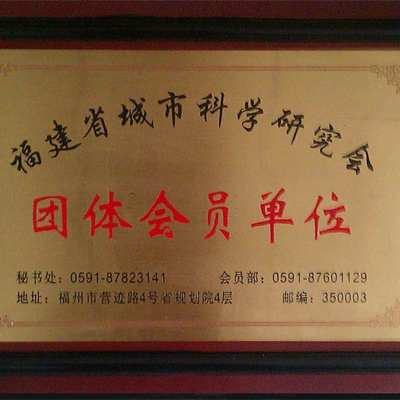 福建省城市科学研究会
团体会员单位
秘书处：0591-87823141 会员部：0591-87601129
地址：福州市营迹路4号省规划院4层 邮编：350003